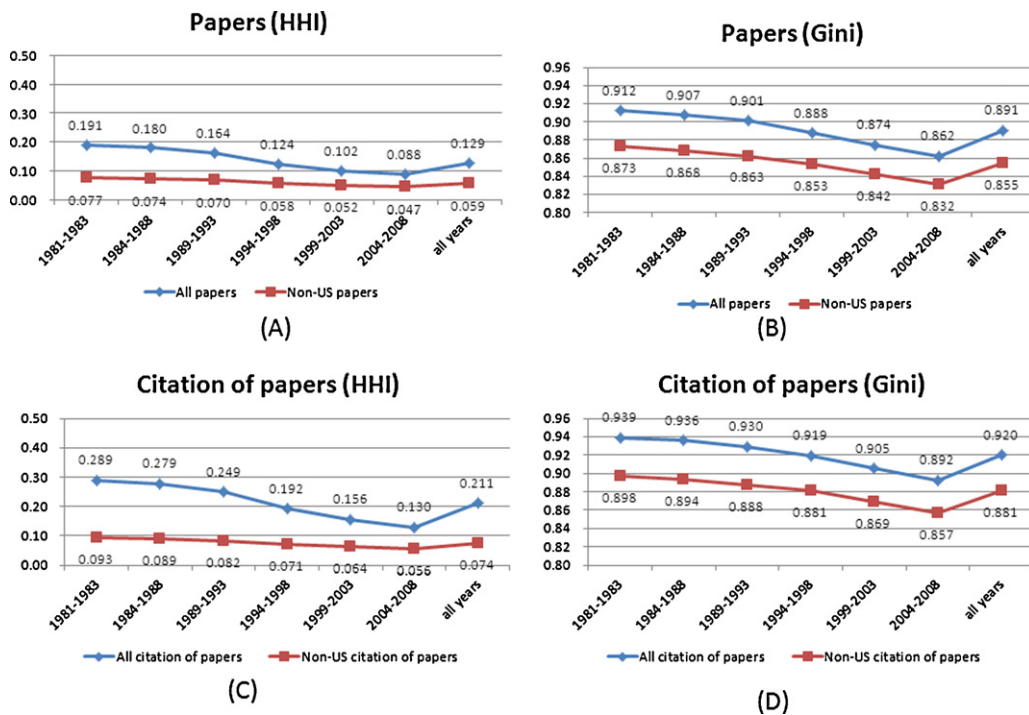 Papers (HHI)
0.50
0.40
0.30
0.20
0.10
0.00
0.191 0.180 0.164 0.124 0.102 0.088 0.129
0.077 0.074 0.070 0.058 0.052 0.047 0.059
1981-1983 1984-1988 1989-1993 1994-1998 1999-2003 2004-2008 all years
All papers Non-US papers
(A)
Papers (Gini)
0.96
0.94
0.92
0.90
0.88
0.86
0.84
0.82
0.80
0.912 0.907 0.901 0.888 0.874 0.862 0.891
0.873 0.868 0.863 0.853 0.842 0.832 0.855
1981-1983 1984-1988 1989-1993 1994-1998 1999-2003 2004-2008 all years
All papers Non-US papers
(B)
Citation of papers (HHI)
0.50
0.40
0.30
0.20
0.10
0.00
0.289 0.279 0.249 0.192 0.156 0.130 0.211
0.093 0.089 0.082 0.071 0.064 0.056 0.074
1981-1983 1984-1988 1989-1993 1994-1998 1999-2003 2004-2008 all years
All citation of papers Non-US citation of papers
(C)
Citation of papers (Gini)
0.96
0.94
0.92
0.90
0.88
0.86
0.84
0.82
0.80
0.939 0.936 0.930 0.919 0.905 0.892 0.920
0.898 0.894 0.888 0.881 0.869 0.857 0.881
1981-1983 1984-1988 1989-1993 1994-1998 1999-2003 2004-2008 all years
All citation of papers Non-US citation of papers
(D)